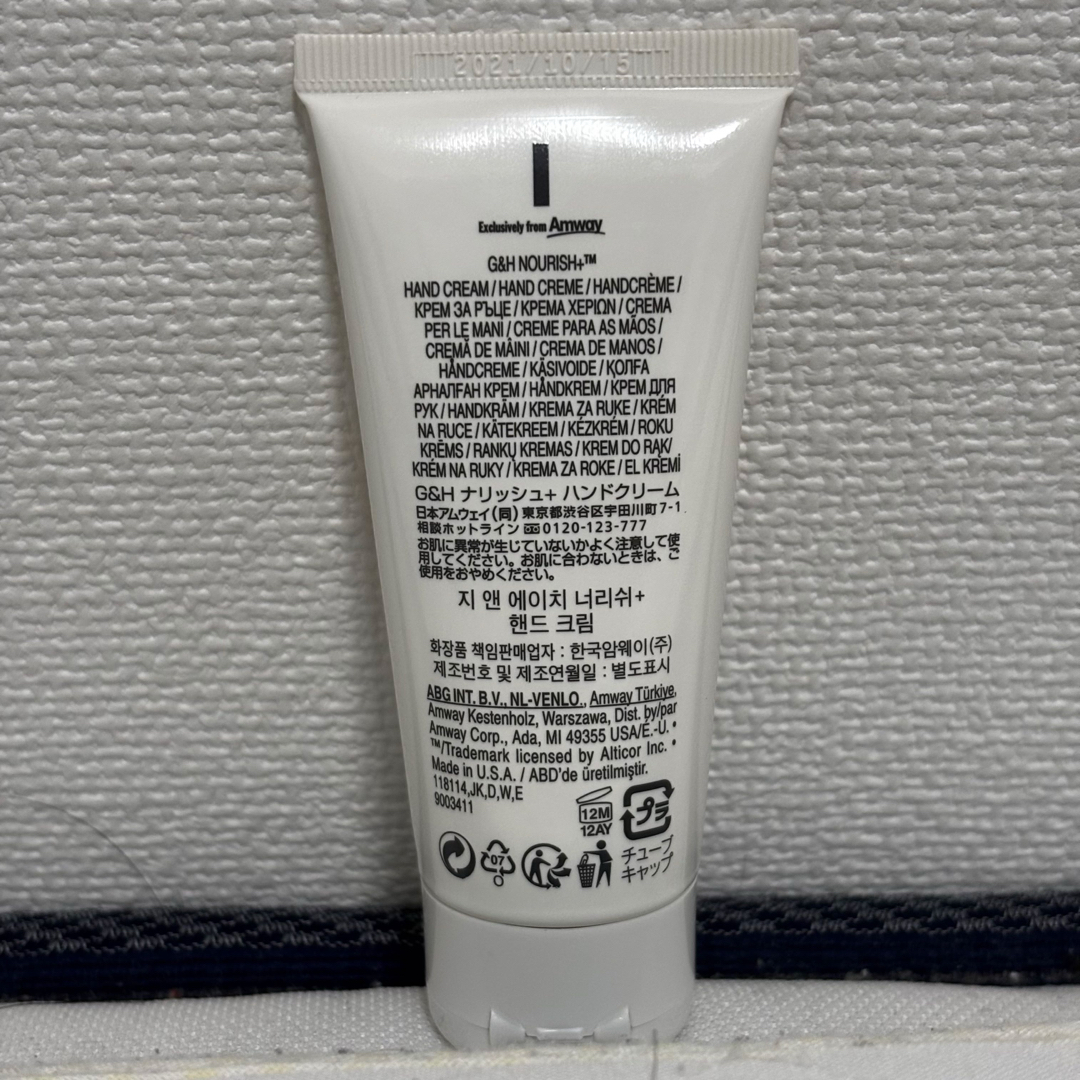 2021/10/15
Exclusively from Amway
G&H NOURISH+™
HAND CREAM / HAND CREME / HANDCRÈME /
КРЕМ ЗА РЪЦЕ / ΚΡΕΜΑ ΧΕΡΙΩΝ / CREMA
PER LE MANI / CREME PARA AS MÃOS /
CREMĂ DE MÂINI / CREMA DE MANOS /
HÅNDCREME / KÄSIVOIDE / ҚОЛҒА
АРНАЛҒАН КРЕМ / HÅNDKREM / КРЕМ ДЛЯ
РУК / HANDKRÄM / KREMA ZA RUKE / KRÉM
NA RUCE / KÄTEKREEM / KÉZKRÉM / ROKU
KRĒMS / RANKŲ KREMAS / KREM DO RĄK/
KRÉM NA RUKY / KREMA ZA ROKE / EL KREMİ
G&H ナリッシュ+ ハンドクリーム
日本アムウェイ(同) 東京都渋谷区宇田川町7-1
相談ホットライン 0120-123-777
お肌に異常が生じていないかよく注意して使
用してください。お肌に合わないときは、ご
使用をおやめください。
지 앤 에이치 너리쉬+
핸드 크림
화장품 책임판매업자 : 한국암웨이(주)
제조번호 및 제조연월일 : 별도표시
ABG INT. B.V., NL-VENLO., Amway Türkiye,
Amway Kestenholz, Warszawa, Dist. by/par
Amway Corp., Ada, MI 49355 USA/É.-U. •
™/Trademark licensed by Alticor Inc. •
Made in U.S.A. / ABD'de üretilmiştir.
118114,JK,D,W,E
9003411
12M
12AY
プラ
07
チューブ
キャップ